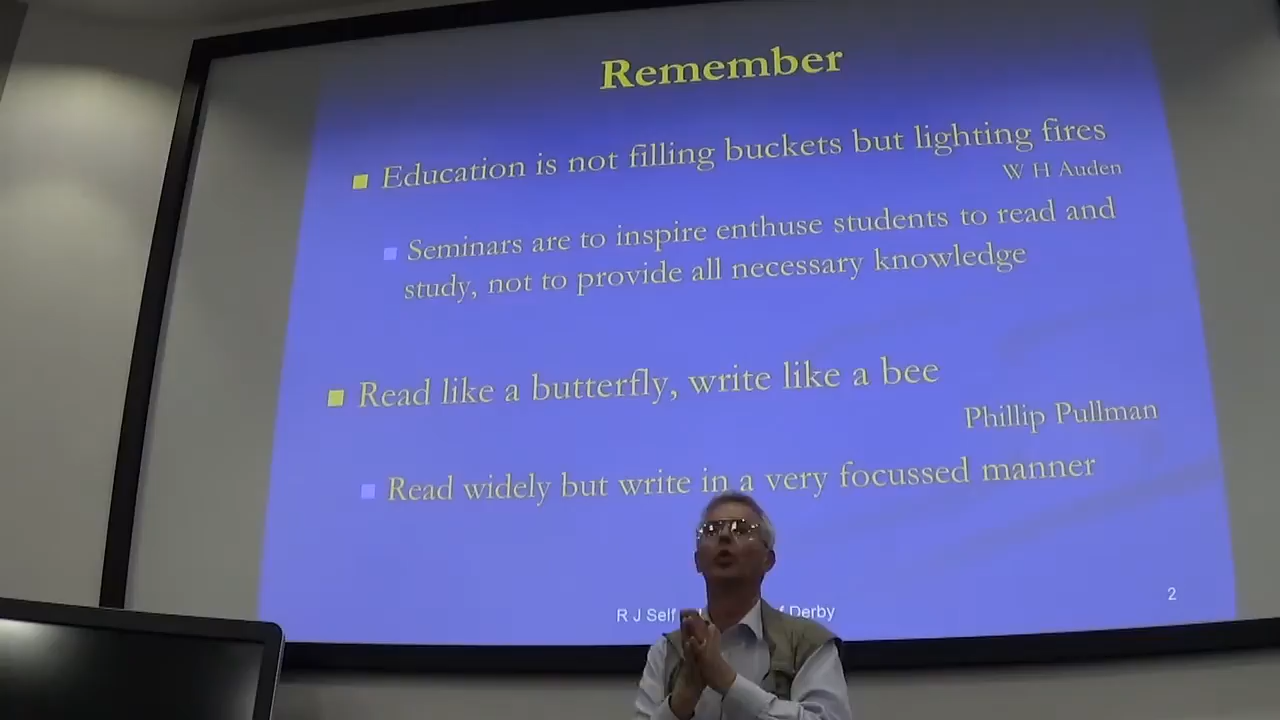 Remember
Education is not filling buckets but lighting fires
W H Auden
Seminars are to inspire enthuse students to read and
study, not to provide all necessary knowledge
Read like a butterfly, write like a bee
Phillip Pullman
Read widely but write in a very focussed manner
R J Self Derby
2